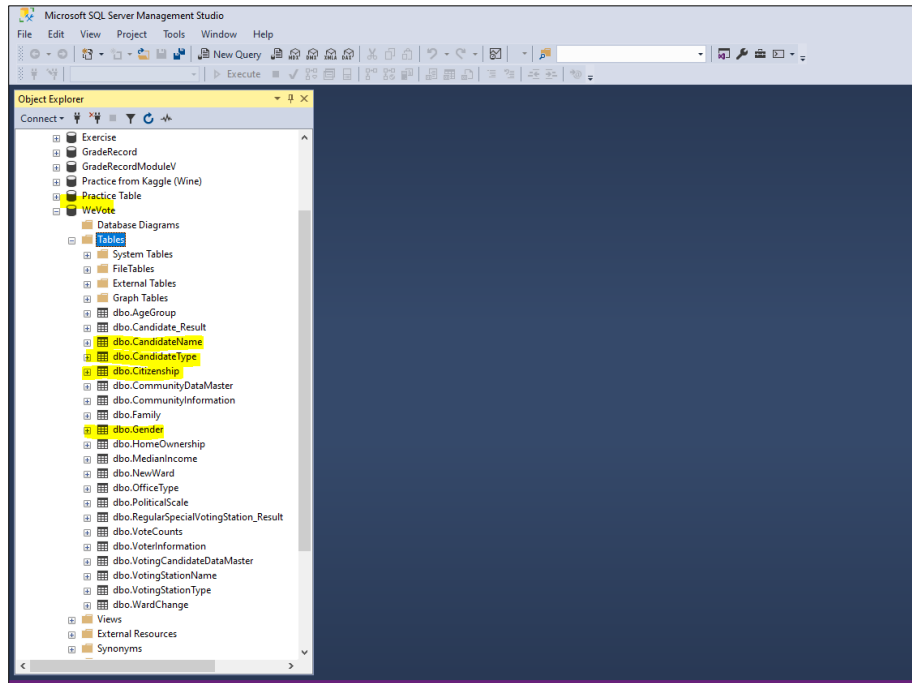 Microsoft SQL Server Management Studio
File Edit View Project Tools Window Help
New Query MDX DMX XMLA DAX
Execute
Object Explorer
Connect
Exercise
GradeRecord
GradeRecordModuleV
Practice from Kaggle (Wine)
Practice Table
WeVote
Database Diagrams
Tables
System Tables
FileTables
External Tables
Graph Tables
dbo.AgeGroup
dbo.Candidate_Result
dbo.CandidateName
dbo.CandidateType
dbo.Citizenship
dbo.CommunityDataMaster
dbo.CommunityInformation
dbo.Family
dbo.Gender
dbo.HomeOwnership
dbo.MedianIncome
dbo.NewWard
dbo.OfficeType
dbo.PoliticalScale
dbo.RegularSpecialVotingStation_Result
dbo.VoteCounts
dbo.VoterInformation
dbo.VotingCandidateDataMaster
dbo.VotingStationName
dbo.VotingStationType
dbo.WardChange
Views
External Resources
Synonyms